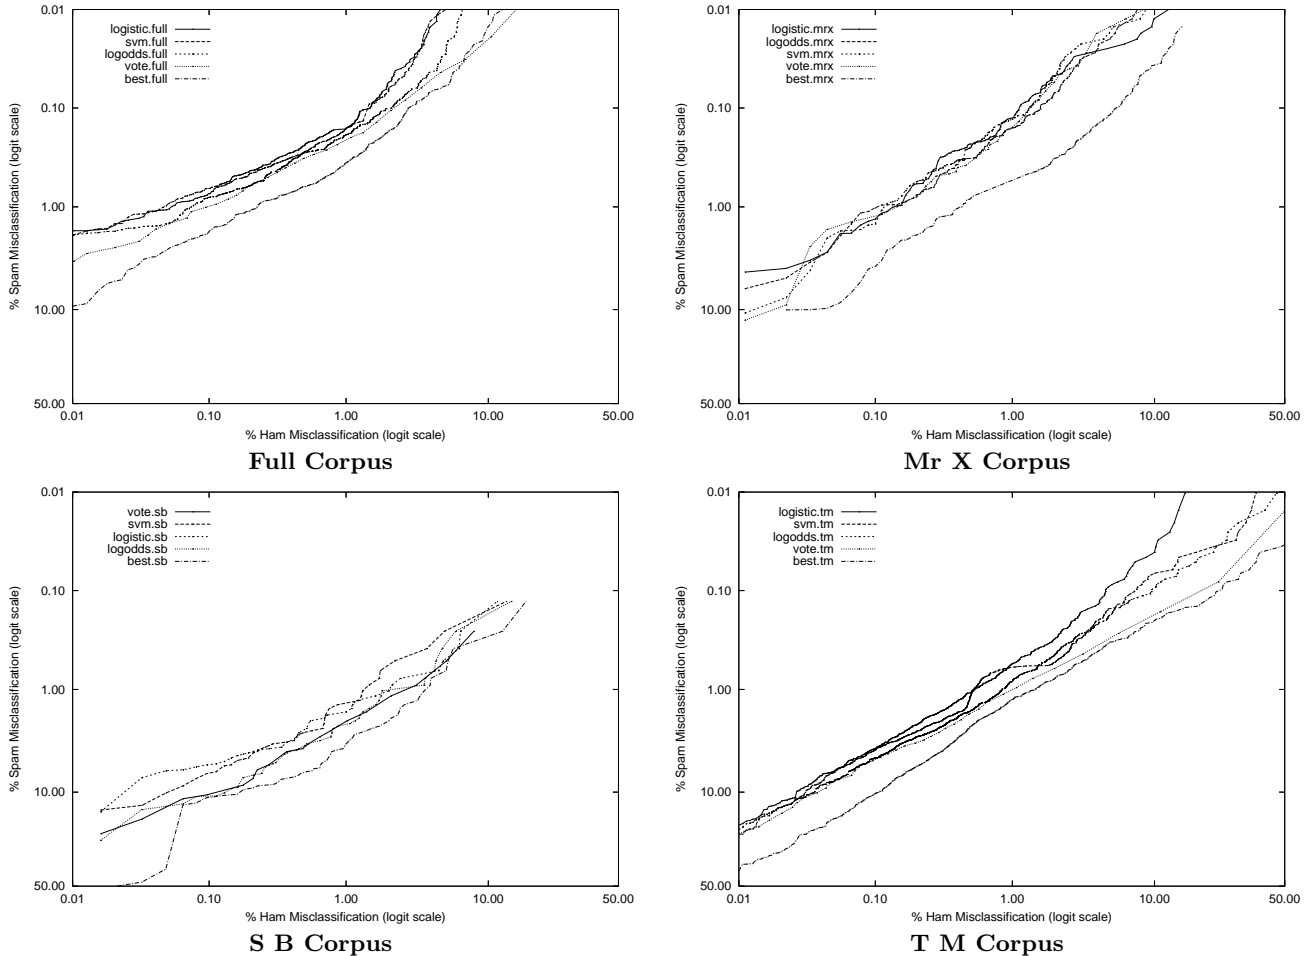 0.01
0.10
1.00
10.00
50.00
% Spam Misclassification (logit scale)
logistic.full
svm.full
logodds.full
vote.full
best.full
0.01 0.10 1.00 10.00 50.00
% Ham Misclassification (logit scale)
Full Corpus
0.01
0.10
1.00
10.00
50.00
% Spam Misclassification (logit scale)
logistic.mrx
logodds.mrx
svm.mrx
vote.mrx
best.mrx
0.01 0.10 1.00 10.00 50.00
% Ham Misclassification (logit scale)
Mr X Corpus
0.01
0.10
1.00
10.00
50.00
% Spam Misclassification (logit scale)
vote.sb
svm.sb
logistic.sb
logodds.sb
best.sb
0.01 0.10 1.00 10.00 50.00
% Ham Misclassification (logit scale)
S B Corpus
0.01
0.10
1.00
10.00
50.00
% Spam Misclassification (logit scale)
logistic.tm
svm.tm
logodds.tm
vote.tm
best.tm
0.01 0.10 1.00 10.00 50.00
% Ham Misclassification (logit scale)
T M Corpus